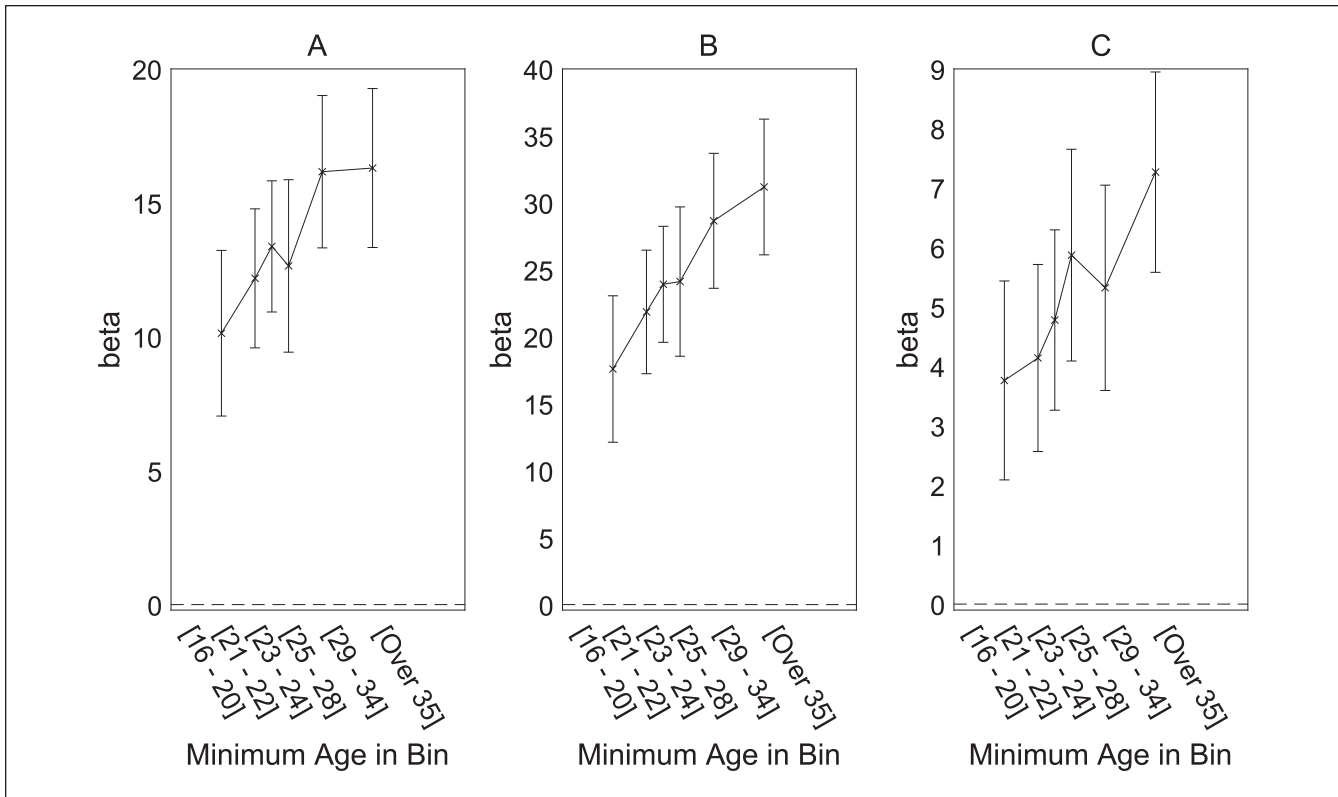 A
20
15
10
5
0
beta
[16 - 20]
[21 - 22]
[23 - 24]
[25 - 28]
[29 - 34]
[Over 35]
Minimum Age in Bin
B
40
35
30
25
20
15
10
5
0
beta
[16 - 20]
[21 - 22]
[23 - 24]
[25 - 28]
[29 - 34]
[Over 35]
Minimum Age in Bin
C
9
8
7
6
5
4
3
2
1
0
beta
[16 - 20]
[21 - 22]
[23 - 24]
[25 - 28]
[29 - 34]
[Over 35]
Minimum Age in Bin